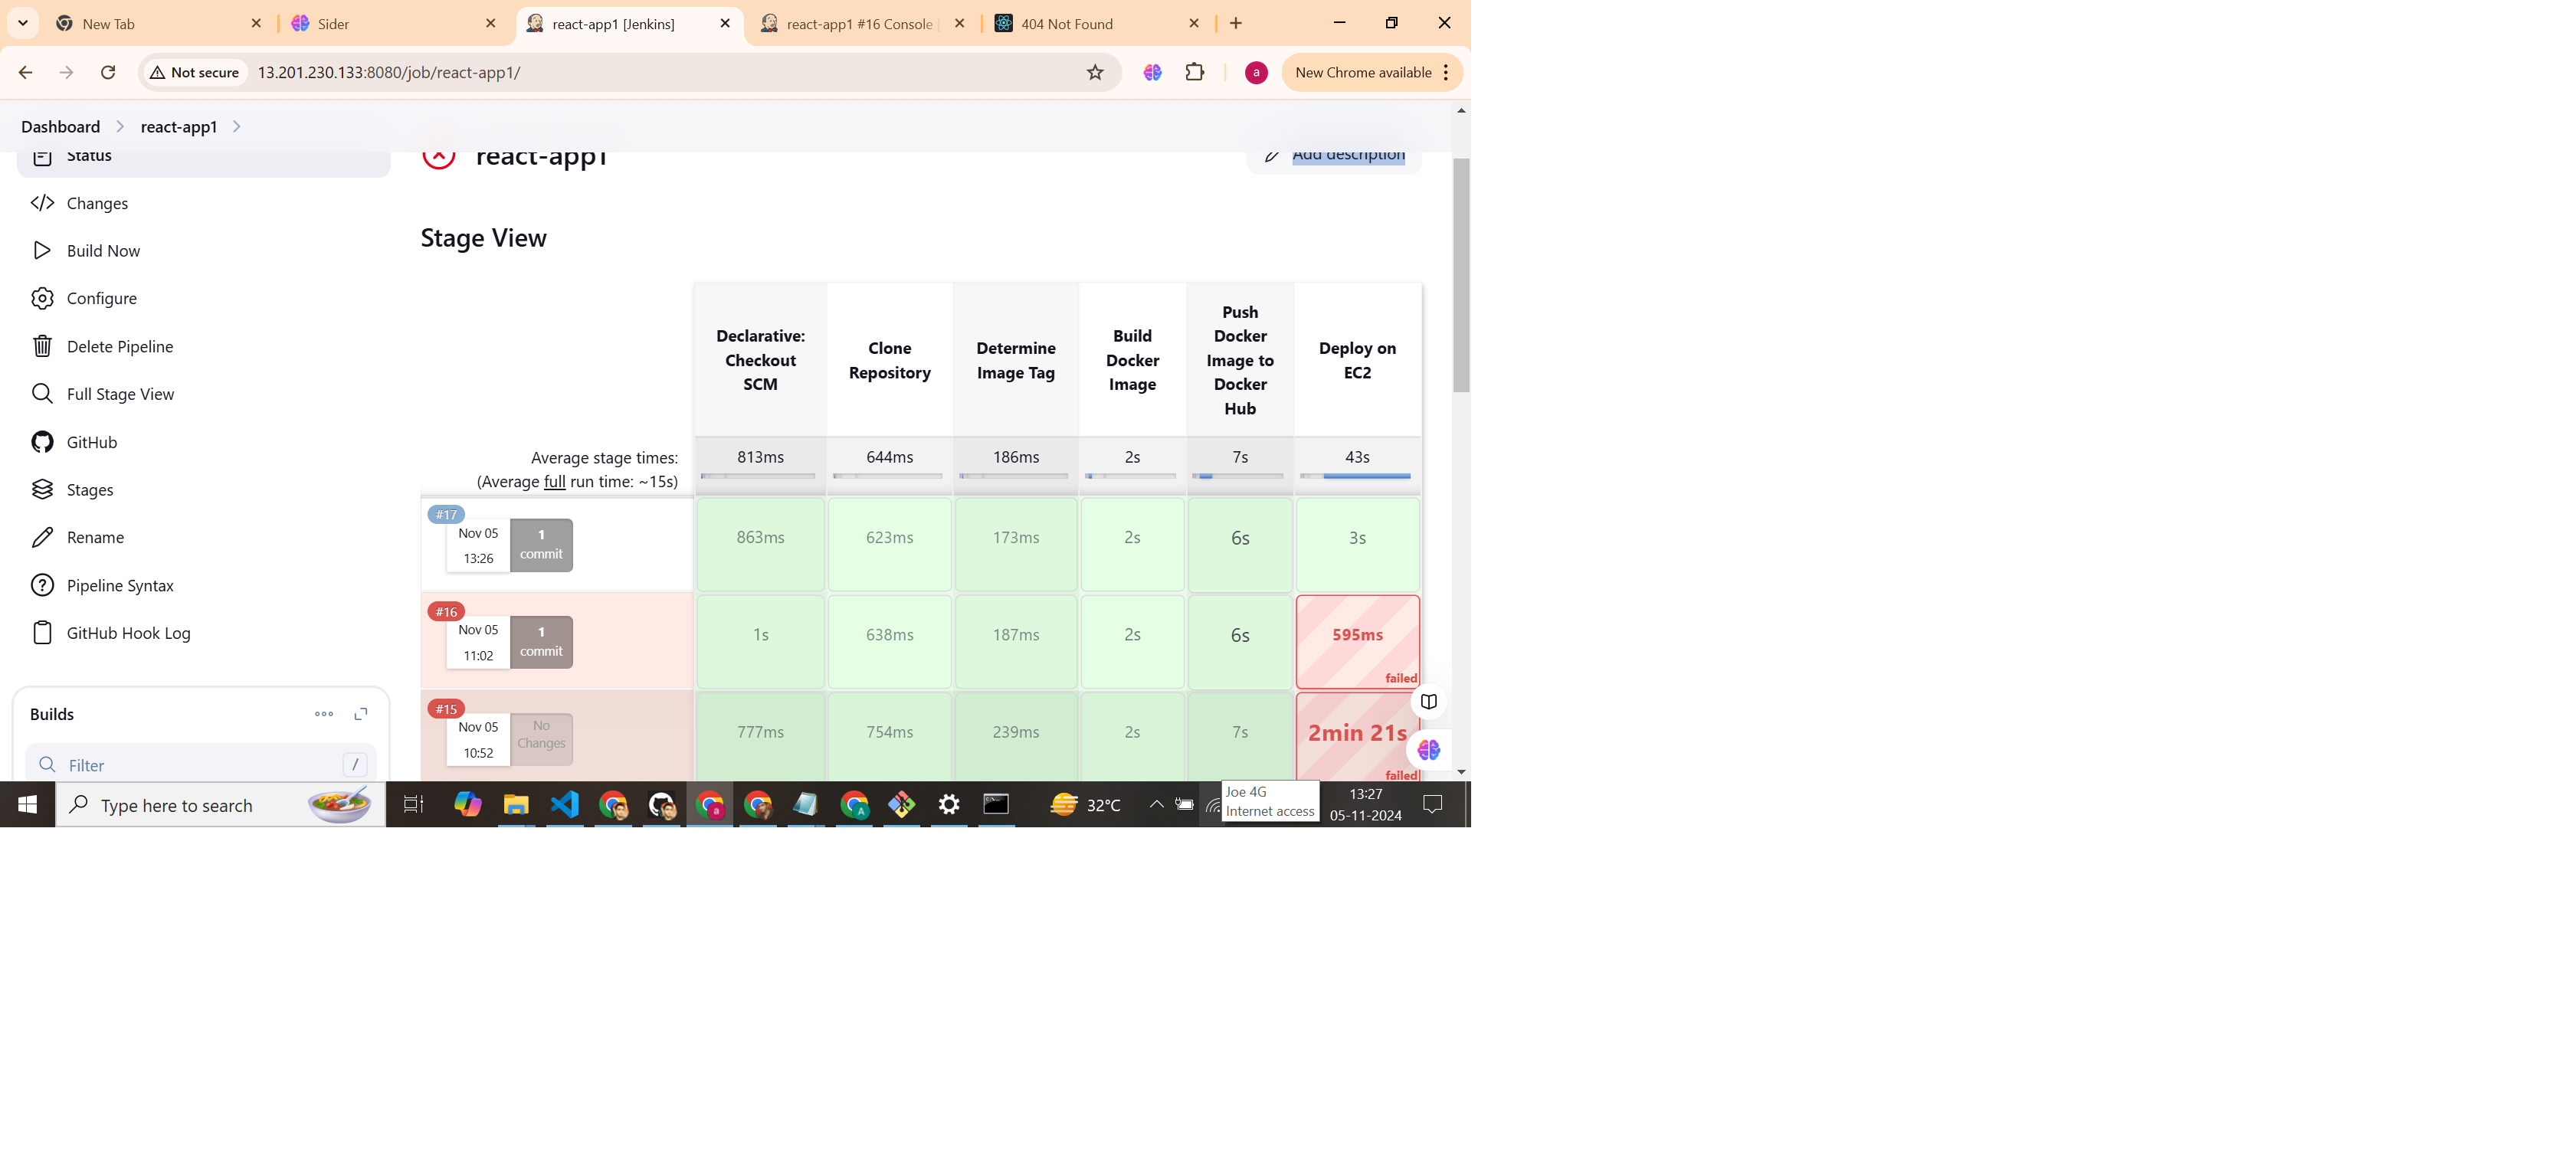 New Tab
Sider
react-app1 [Jenkins]
react-app1 #16 Console
404 Not Found
Not secure
13.201.230.133:8080/job/react-app1/
a
New Chrome available
Dashboard
react-app1
Status
react-app1
Add description
Changes
Build Now
Configure
Delete Pipeline
Full Stage View
GitHub
Stages
Rename
Pipeline Syntax
GitHub Hook Log
Builds
Filter
/
Stage View
Declarative:
Checkout
SCM
Clone
Repository
Determine
Image Tag
Build
Docker
Image
Push
Docker
Image to
Docker
Hub
Deploy on
EC2
Average stage times:
(Average full run time: ~15s)
813ms
644ms
186ms
2s
7s
43s
#17
Nov 05
13:26
1
commit
863ms
623ms
173ms
2s
6s
3s
#16
Nov 05
11:02
1
commit
1s
638ms
187ms
2s
6s
595ms
failed
#15
Nov 05
10:52
No
Changes
777ms
754ms
239ms
2s
7s
2min 21s
failed
Type here to search
a
A
32°C
Joe 4G
Internet access
13:27
05-11-2024